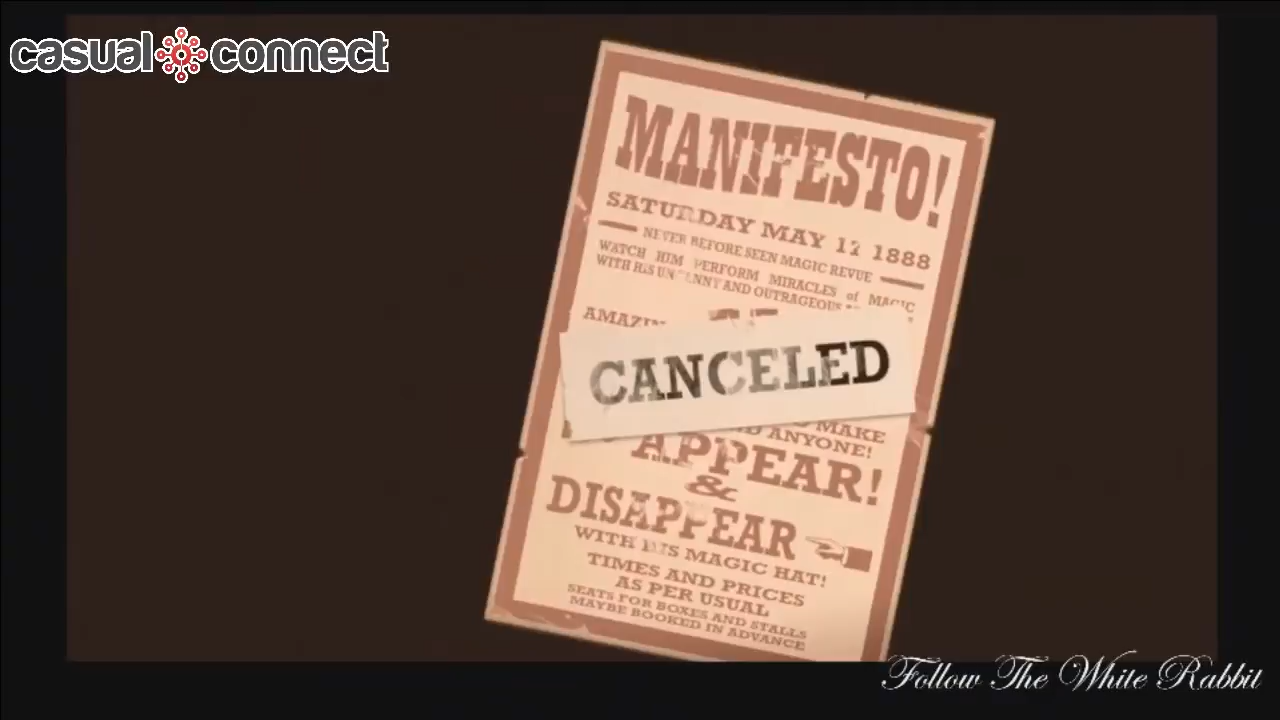 casual connect
MANIFESTO!
SATURDAY MAY 12 1888
NEVER BEFORE SEEN MAGIC REVUE
WATCH HIM PERFORM MIRACLES of MAGIC
WITH HIS UNCANNY AND OUTRAGEOUS
CANCELED
MAKE
ANYONE!
APPEAR!
&
DISAPPEAR
WITH HIS MAGIC HAT!
TIMES AND PRICES
AS PER USUAL
SEATS FOR BOXES AND STALLS
MAYBE BOOKED IN ADVANCE
Follow The White Rabbit